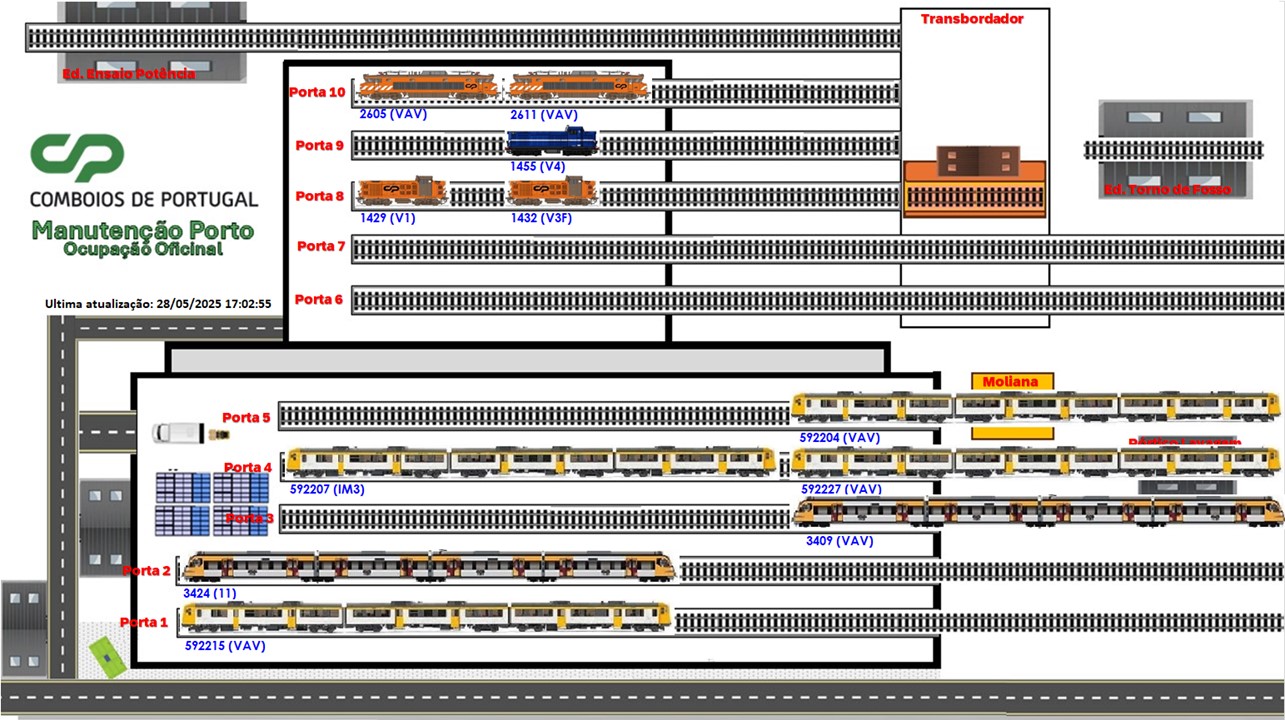 Transbordador
Ed. Ensaio Potência
Porta 10
2605 (VAV)
2611 (VAV)
CP
COMBOIOS DE PORTUGAL
Manutenção Porto
Ocupação Oficinal
Porta 9
1455 (V4)
Porta 8
1429 (V1)
1432 (V3F)
Ed. Torno de Fosso
Porta 7
Porta 6
Ultima atualização: 28/05/2025 17:02:55
Moliana
Porta 5
592204 (VAV)
Porta 4
592207 (IM3)
592227 (VAV)
Porta 3
3409 (VAV)
Porta 2
3424 (11)
Porta 1
592215 (VAV)